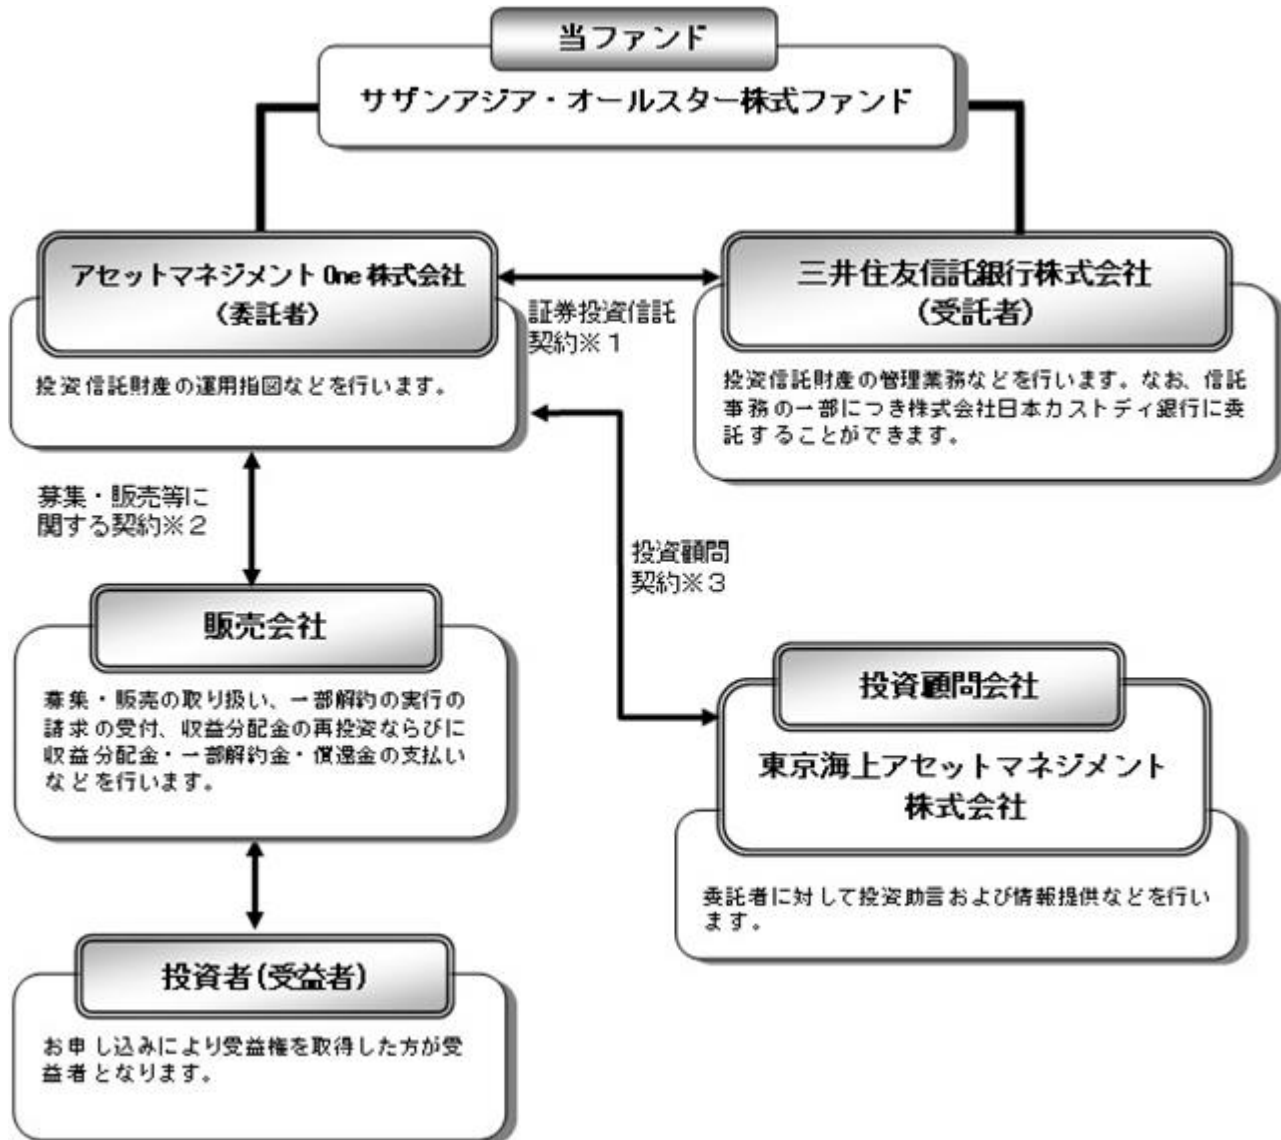 当ファンド
サザンアジア・オールスター株式ファンド
アセットマネジメント One 株式会社
(委託者)
投資信託財産の運用指図などを行います。
証券投資信託
契約※1
三井住友信託銀行株式会社
(受託者)
投資信託財産の管理業務などを行います。なお、信託
事務の一部につき株式会社日本カストディ銀行に委
託することができます。
募集・販売等に
関する契約※2
投資顧問
契約※3
販売会社
募集・販売の取り扱い、一部解約の実行の
請求の受付、収益分配金の再投資ならびに
収益分配金・一部解約金・償還金の支払い
などを行います。
投資顧問会社
東京海上アセットマネジメント
株式会社
委託者に対して投資助言および情報提供などを行い
ます。
投資者(受益者)
お申し込みにより受益権を取得した方が受
益者となります。